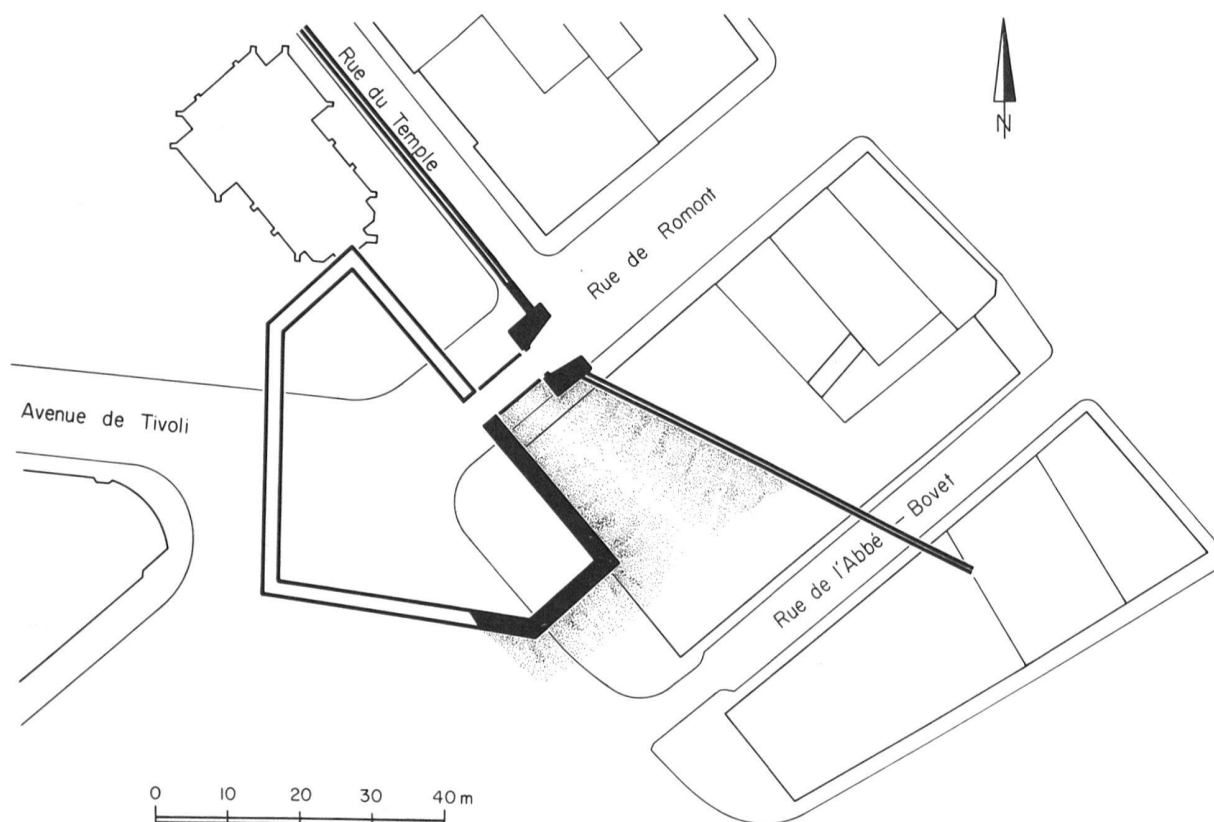 Rue du Temple
N
Rue de Romont
Avenue de Tivoli
Rue de l'Abbé – Bovet
0 10 20 30 40 m